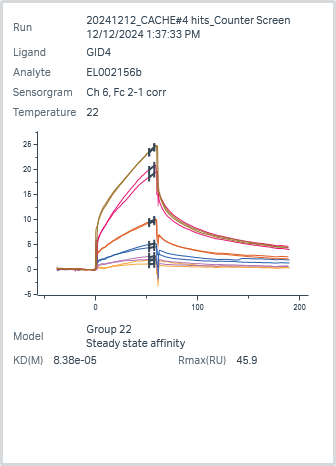 Run 20241212_CACHE#4 hits_Counter Screen
12/12/2024 1:37:33 PM
Ligand GID4
Analyte EL002156b
Sensorgram Ch 6, Fc 2-1 corr
Temperature 22
25
20
15
10
5
0
-5
0 100 200
Model Group 22
Steady state affinity
KD(M) 8.38e-05 Rmax(RU) 45.9